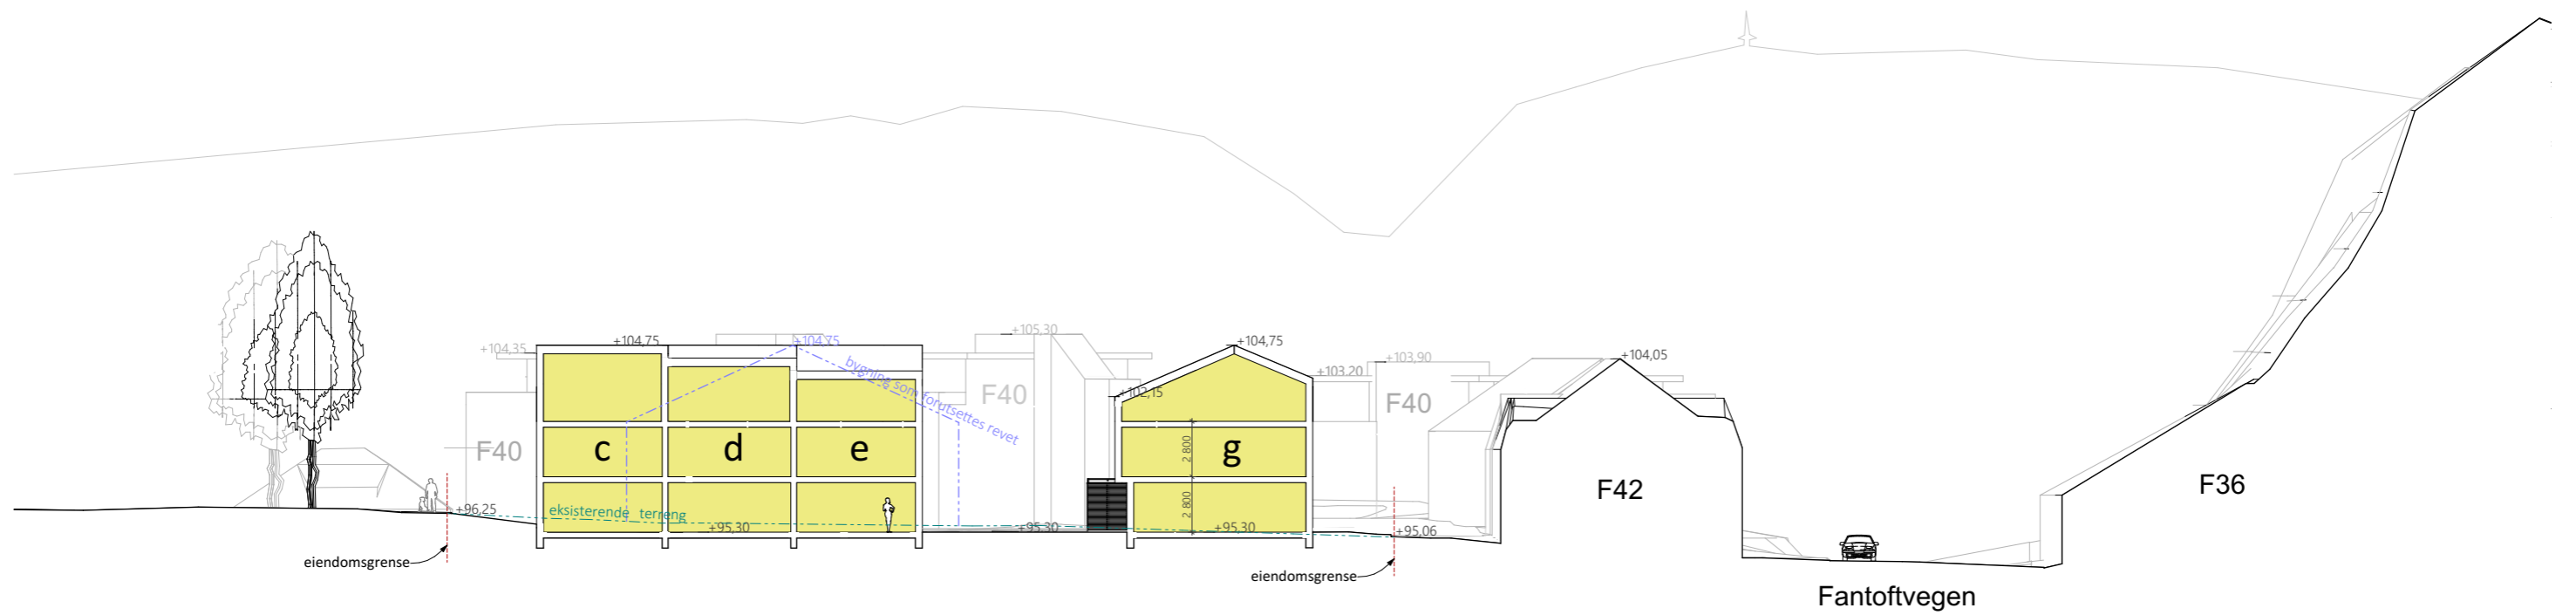 +105,30
+104,75
+104,75
+104,75
+104,35
+104,05
+103,90
+103,20
bygning som forutsettes revet
+102,15
F40
F40
F40
c
d
e
g
2 800
F42
F36
2 800
+96,25
eksisterende terreng
+95,30
+95,30
+95,30
+95,06
eiendomsgrense
eiendomsgrense
Fantoftvegen